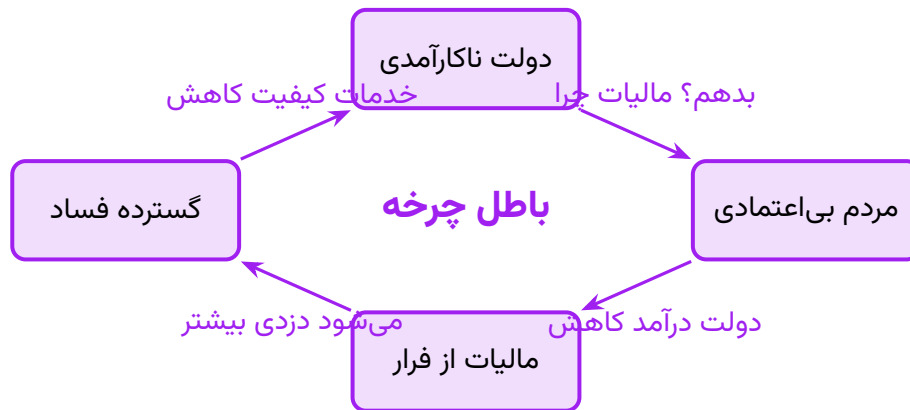 دولت ناکارآمدی
بدهم؟ مالیات چرا
خدمات کیفیت کاهش
مردم بی‌اعتمادی
باطل چرخه
گسترده فساد
دولت درآمد کاهش
می‌شود دزدی بیشتر
مالیات از فرار